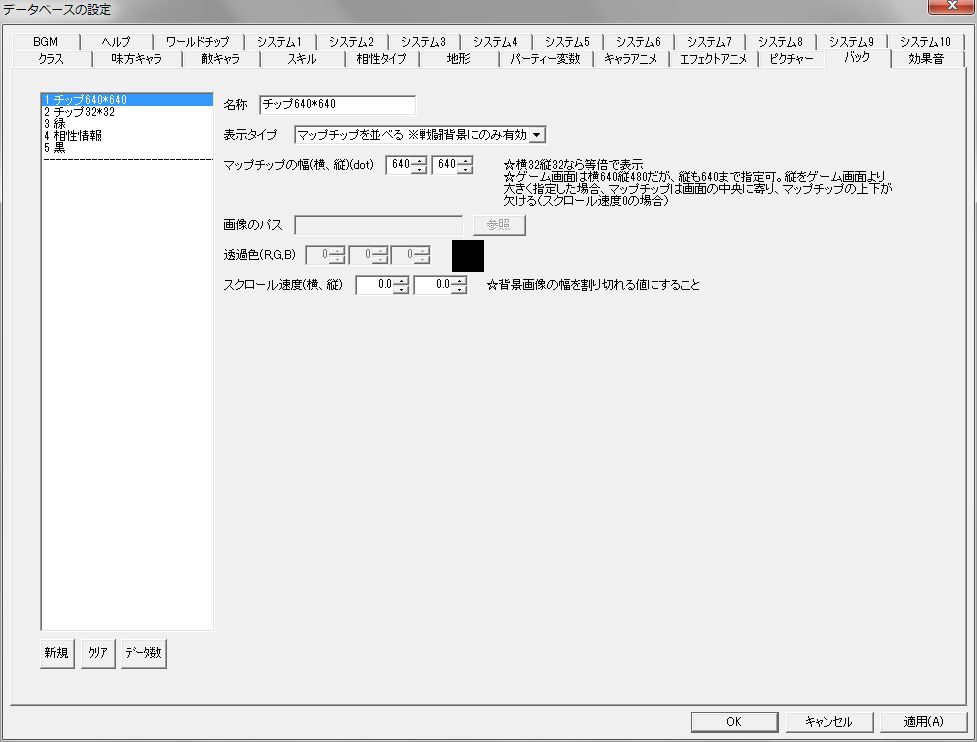 データベースの設定
BGM ヘルプ ワールドチップ システム1 システム2 システム3 システム4 システム5 システム6 システム7 システム8 システム9 システム10
クラス 味方キャラ 敵キャラ スキル 相性タイプ 地形 パーティー変数 キャラアニメ エフェクトアニメ ピクチャー バック 効果音
1 チップ640*640
2 チップ32*32
3 緑
4 相性情報
5 黒
名称 チップ640*640
表示タイプ マップチップを並べる ※戦闘背景にのみ有効
マップチップの幅(横、縦)(dot) 640 640
☆横32縦32なら等倍で表示
☆ゲーム画面は横640縦480だが、縦も640まで指定可。縦をゲーム画面より
大きく指定した場合、マップチップは画面の中央に寄り、マップチップの上下が
欠ける(スクロール速度0の場合)
画像のパス 参照
透過色(R,G,B) 0 0 0
スクロール速度(横、縦) 0.0 0.0 ☆背景画像の幅を割り切れる値にすること
新規 クリア データ数
OK キャンセル 適用(A)